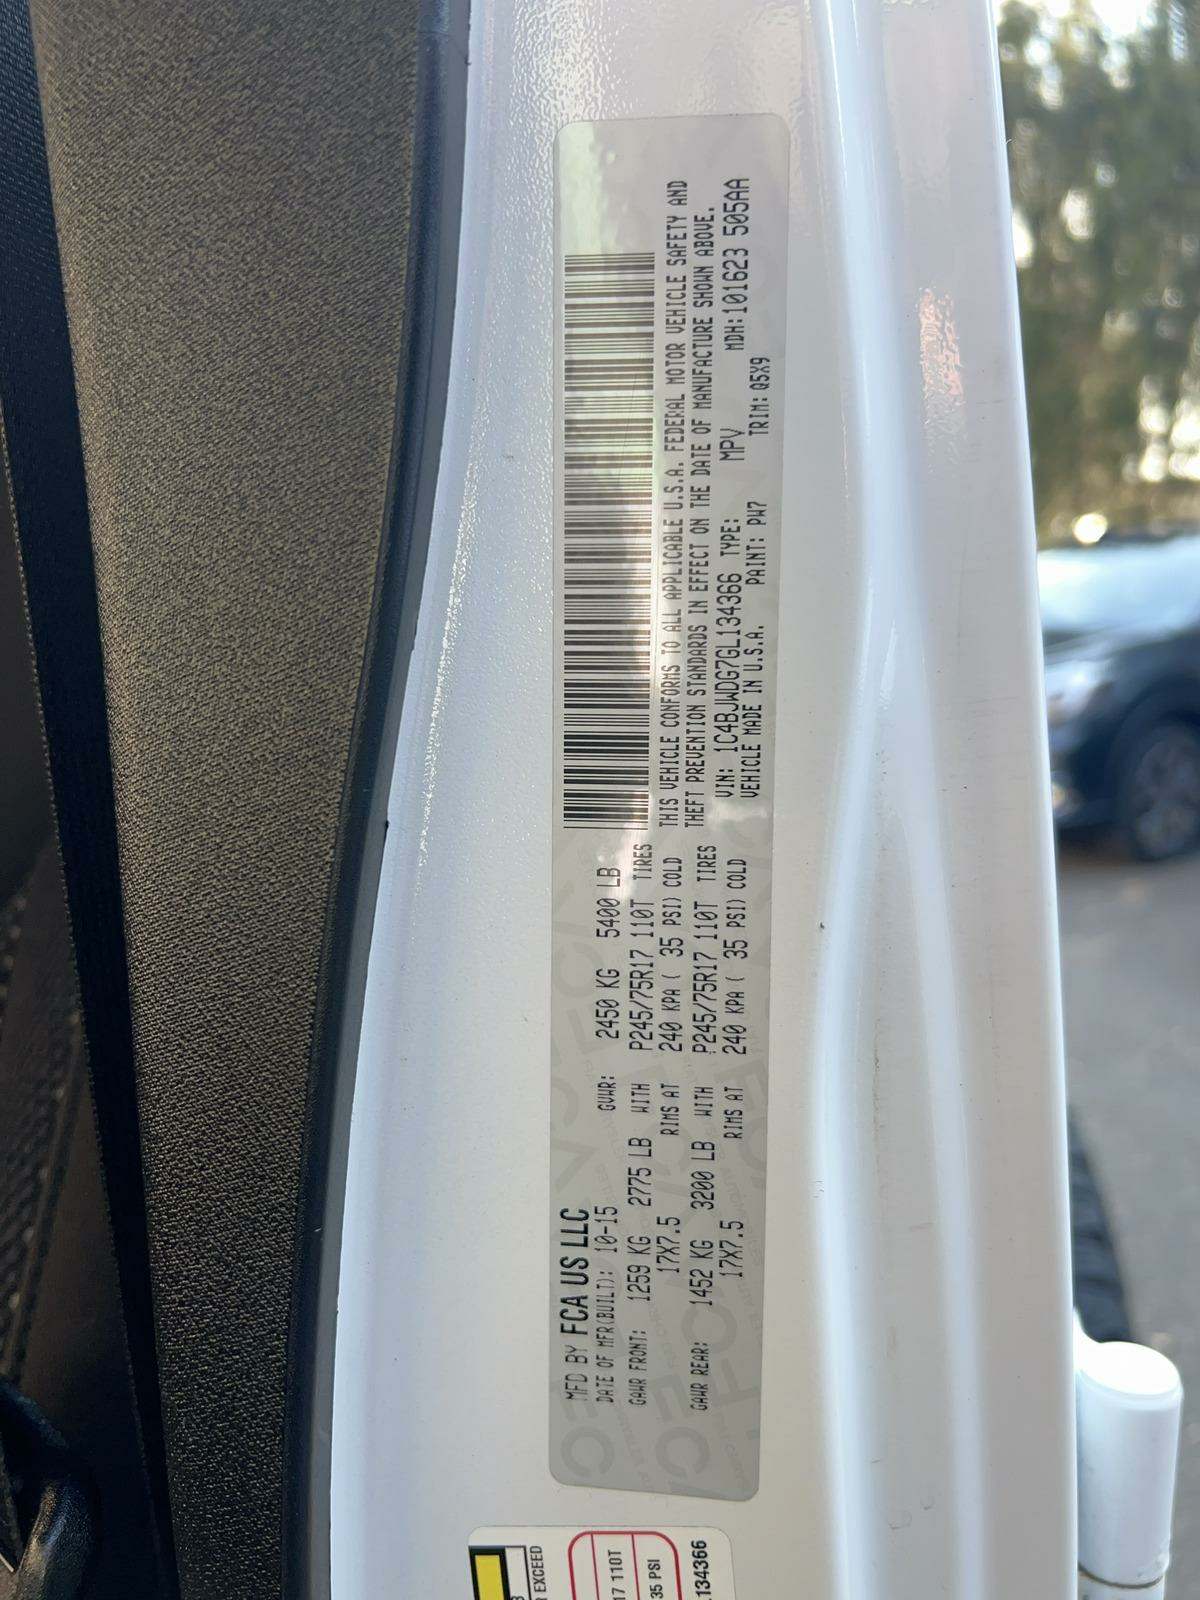 MFD BY FCA US LLC
DATE OF MFR(BUILT): 10-15 GVWR: 2450 KG 5400 LB
GAWR FRONT: 1259 KG 2775 LB WITH P245/75R17 110T TIRES
17X7.5 RIMS AT 240 KPA ( 35 PSI) COLD
GAWR REAR: 1452 KG 3200 LB WITH P245/75R17 110T TIRES
17X7.5 RIMS AT 240 KPA ( 35 PSI) COLD
THIS VEHICLE CONFORMS TO ALL APPLICABLE U.S.A. FEDERAL MOTOR VEHICLE SAFETY AND
THEFT PREVENTION STANDARDS IN EFFECT ON THE DATE OF MANUFACTURE SHOWN ABOVE.
VIN: 1C4BJWDG7GL134366 TYPE: MPV MDH:101623 505AA
VEHICLE MADE IN U.S.A. PAINT: PW7 TRIM: Q5X9
EXCEED
17 110T
35 PSI
134366